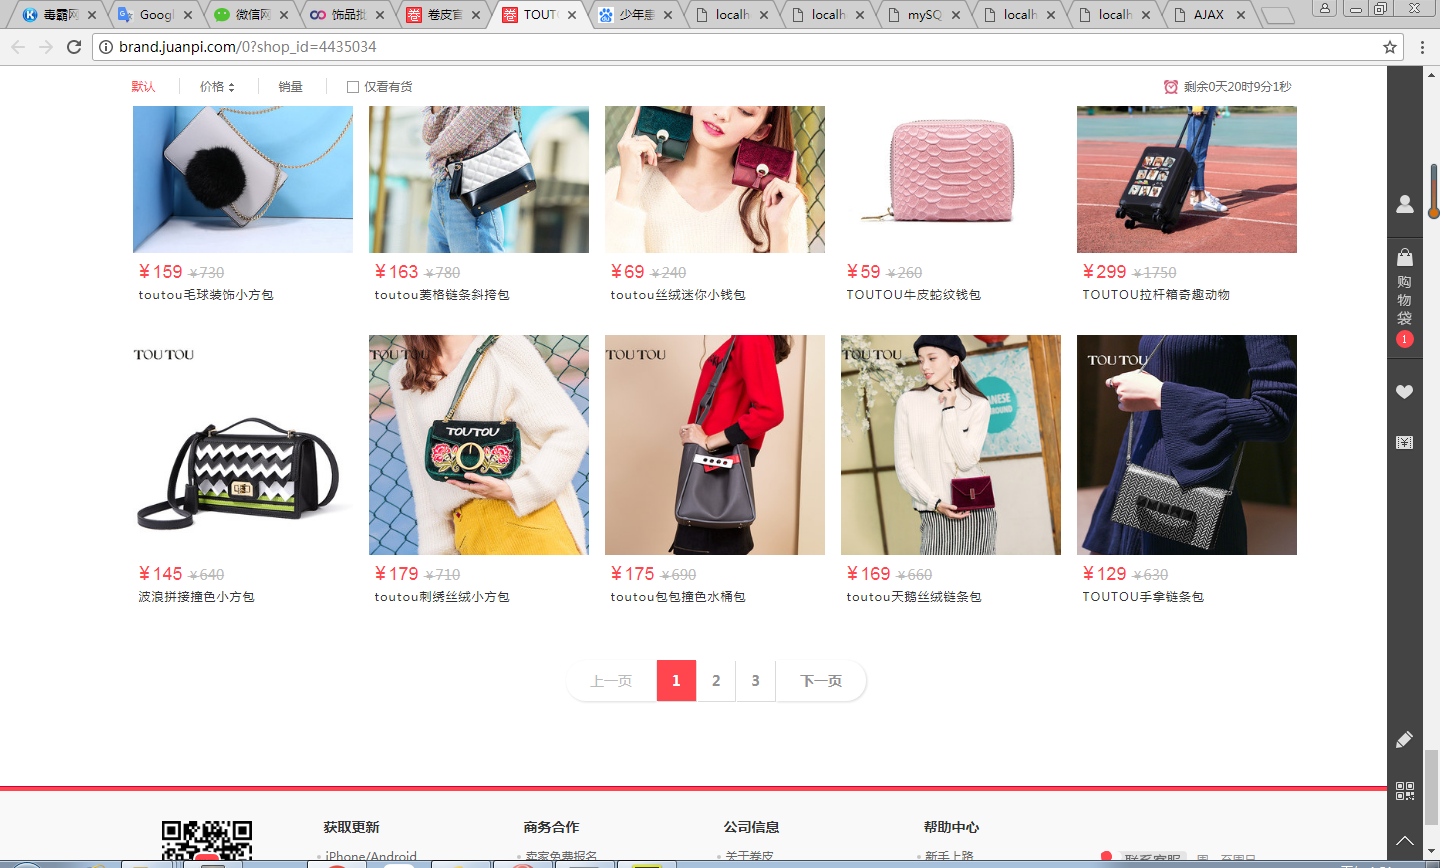 毒霸网
Googl
微信网
饰品批
卷皮官
TOUTO
少年
localh
localh
mySQ
localh
localh
AJAX
brand.juanpi.com/0?shop_id=4435034
默认 价格 销量 仅看有货 剩余0天20时9分1秒
¥159 ¥730
toutou毛球装饰小方包
¥163 ¥780
toutou菱格链条斜挎包
¥69 ¥240
toutou丝绒迷你小钱包
¥59 ¥260
TOUTOU牛皮蛇纹钱包
¥299 ¥1750
TOUTOU拉杆箱奇趣动物
购物袋
1
TOU TOU
TOU TOU
TOUTOU
TOU TOU
TOU TOU
TOU TOU
¥145 ¥640
波浪拼接撞色小方包
¥179 ¥710
toutou刺绣丝绒小方包
¥175 ¥690
toutou包包撞色水桶包
¥169 ¥660
toutou天鹅丝绒链条包
¥129 ¥630
TOUTOU手拿链条包
上一页 1 2 3 下一页
获取更新 商务合作 公司信息 帮助中心
iPhone/Android 卖家免费报名 关于卷皮 新手上路 联系客服